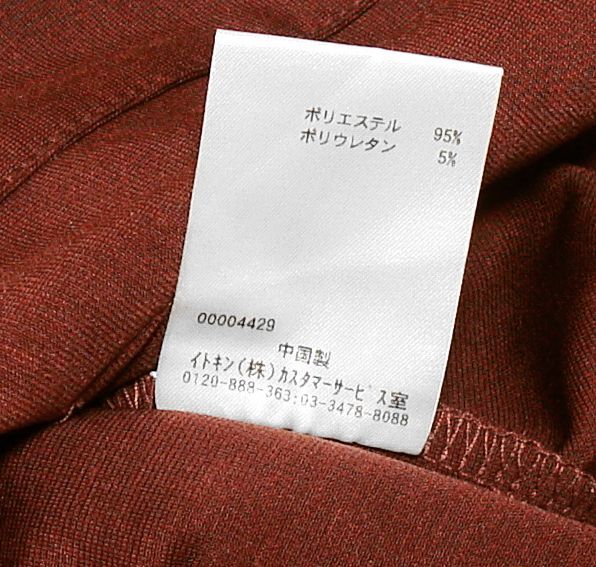 ポリエステル 95%
ポリウレタン 5%
00004429
中国製
イトキン(株)カスタマーサービス室
0120-888-363:03-3478-8088